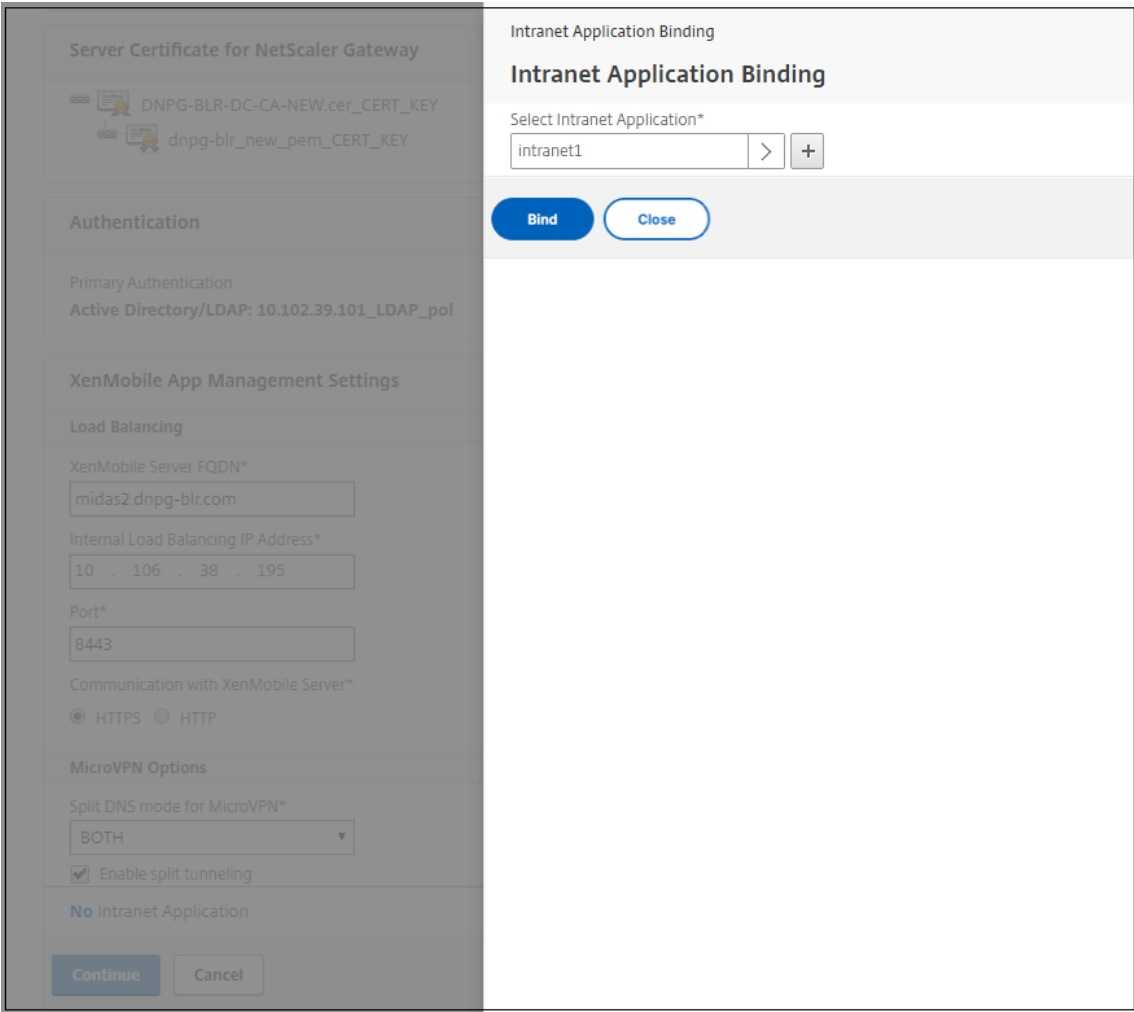 Server Certificate for NetScaler Gateway
DNPG-BLR-DC-CA-NEW.cer_CERT_KEY
dnpg-blr_new_pem_CERT_KEY
Authentication
Primary Authentication
Active Directory/LDAP: 10.102.39.101_LDAP_pol
XenMobile App Management Settings
Load Balancing
XenMobile Server FQDN*
midas2.dnpg-blr.com
Internal Load Balancing IP Address*
10 . 106 . 38 . 195
Port*
8443
Communication with XenMobile Server*
HTTPS HTTP
MicroVPN Options
Split DNS mode for MicroVPN*
BOTH
Enable split tunneling
No Intranet Application
Continue Cancel
Intranet Application Binding
Intranet Application Binding
Select Intranet Application*
intranet1
Bind Close